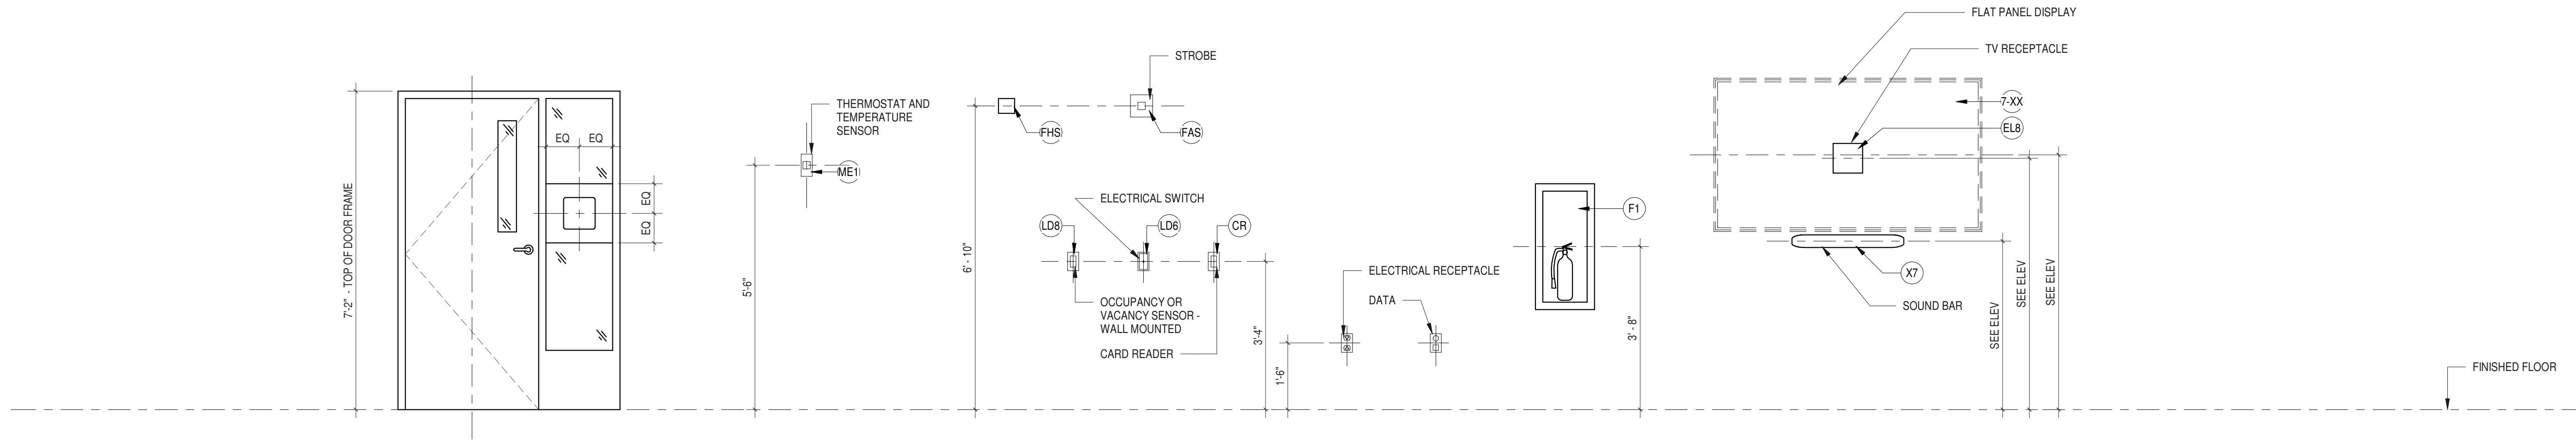 7'-2" - TOP OF DOOR FRAME
EQ
EQ
EQ
EQ
THERMOSTAT AND
TEMPERATURE
SENSOR
ME1
5'-6"
STROBE
FHS
FAS
6' - 10"
ELECTRICAL SWITCH
LD8
LD6
CR
OCCUPANCY OR
VACANCY SENSOR -
WALL MOUNTED
CARD READER
3'-4"
1'-6"
ELECTRICAL RECEPTACLE
DATA
F1
3' - 8"
FLAT PANEL DISPLAY
TV RECEPTACLE
7-XX
EL8
X7
SOUND BAR
SEE ELEV
SEE ELEV
SEE ELEV
FINISHED FLOOR